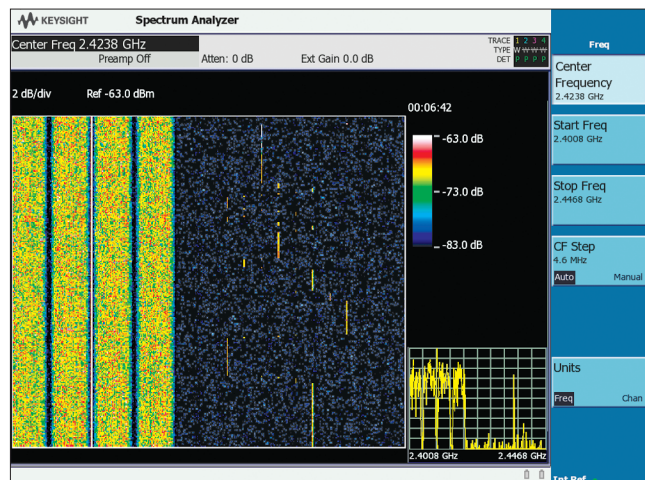 KEYSIGHT Spectrum Analyzer
Center Freq 2.4238 GHz
Preamp Off Atten: 0 dB Ext Gain 0.0 dB
TRACE 1 2 3 4
TYPE W W W W
DET P P P P
2 dB/div Ref -63.0 dBm
00:06:42
-63.0 dB
-73.0 dB
-83.0 dB
2.4008 GHz 2.4468 GHz
Freq
Center
Frequency
2.4238 GHz
Start Freq
2.4008 GHz
Stop Freq
2.4468 GHz
CF Step
4.6 MHz
Auto Manual
Units
Freq Chan
Int Ref